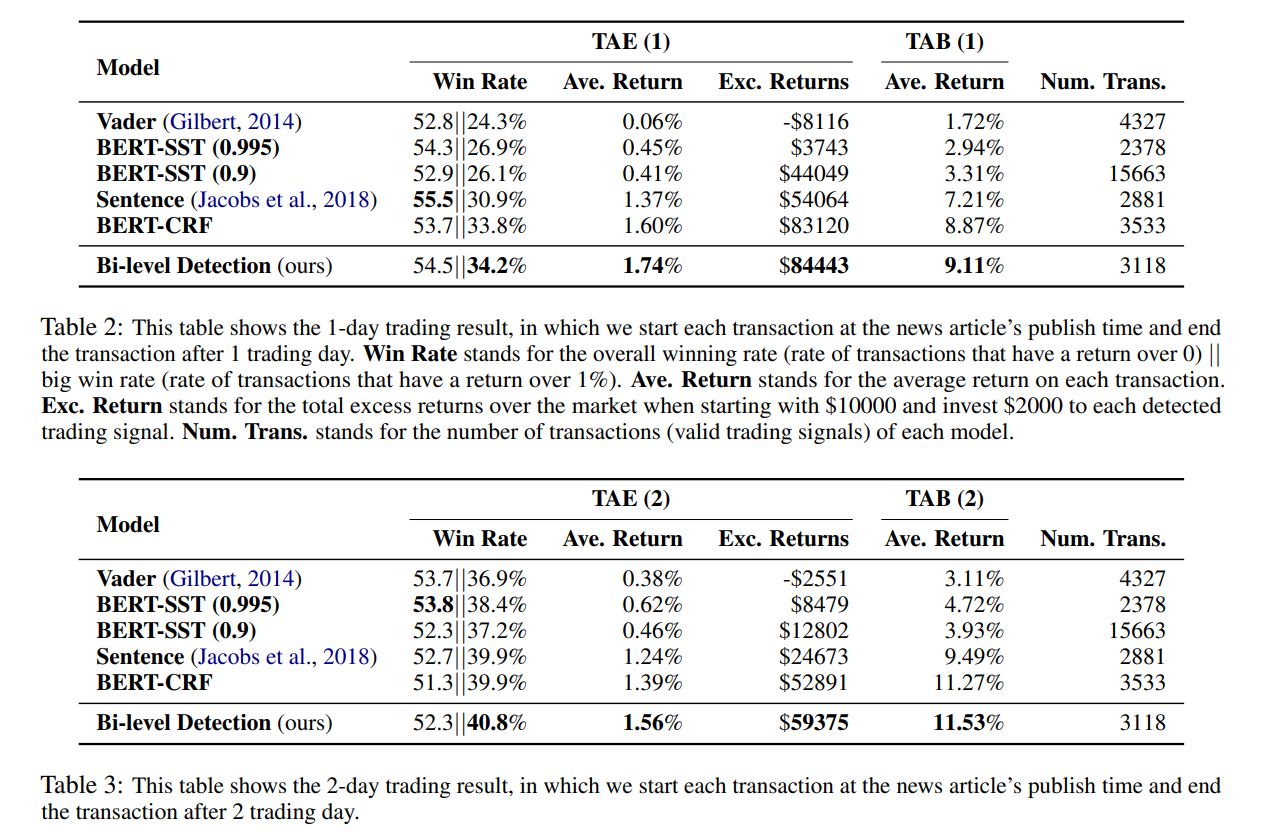 TAE (1) TAB (1)
Model
Win Rate Ave. Return Exc. Returns Ave. Return Num. Trans.
Vader (Gilbert, 2014) 52.8||24.3% 0.06% -$8116 1.72% 4327
BERT-SST (0.995) 54.3||26.9% 0.45% $3743 2.94% 2378
BERT-SST (0.9) 52.9||26.1% 0.41% $44049 3.31% 15663
Sentence (Jacobs et al., 2018) 55.5||30.9% 1.37% $54064 7.21% 2881
BERT-CRF 53.7||33.8% 1.60% $83120 8.87% 3533
Bi-level Detection (ours) 54.5||34.2% 1.74% $84443 9.11% 3118
Table 2: This table shows the 1-day trading result, in which we start each transaction at the news article's publish time and end
the transaction after 1 trading day. Win Rate stands for the overall winning rate (rate of transactions that have a return over 0) ||
big win rate (rate of transactions that have a return over 1%). Ave. Return stands for the average return on each transaction.
Exc. Return stands for the total excess returns over the market when starting with $10000 and invest $2000 to each detected
trading signal. Num. Trans. stands for the number of transactions (valid trading signals) of each model.
TAE (2) TAB (2)
Model
Win Rate Ave. Return Exc. Returns Ave. Return Num. Trans.
Vader (Gilbert, 2014) 53.7||36.9% 0.38% -$2551 3.11% 4327
BERT-SST (0.995) 53.8||38.4% 0.62% $8479 4.72% 2378
BERT-SST (0.9) 52.3||37.2% 0.46% $12802 3.93% 15663
Sentence (Jacobs et al., 2018) 52.7||39.9% 1.24% $24673 9.49% 2881
BERT-CRF 51.3||39.9% 1.39% $52891 11.27% 3533
Bi-level Detection (ours) 52.3||40.8% 1.56% $59375 11.53% 3118
Table 3: This table shows the 2-day trading result, in which we start each transaction at the news article's publish time and end
the transaction after 2 trading day.